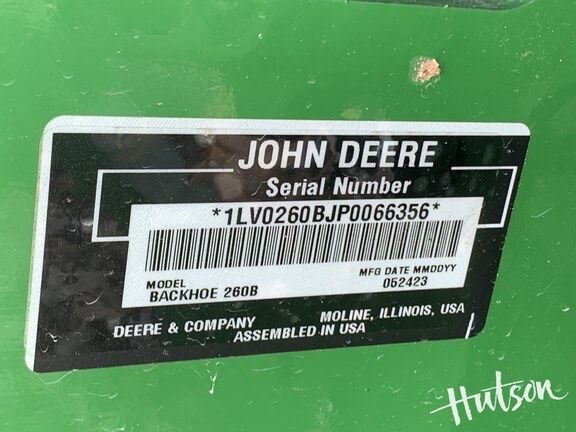 JOHN DEERE
Serial Number
*1LV0260BJP0066356*
MODEL
BACKHOE 260B
MFG DATE MMDDYY
052423
DEERE & COMPANY
MOLINE, ILLINOIS, USA
ASSEMBLED IN USA
Hutson